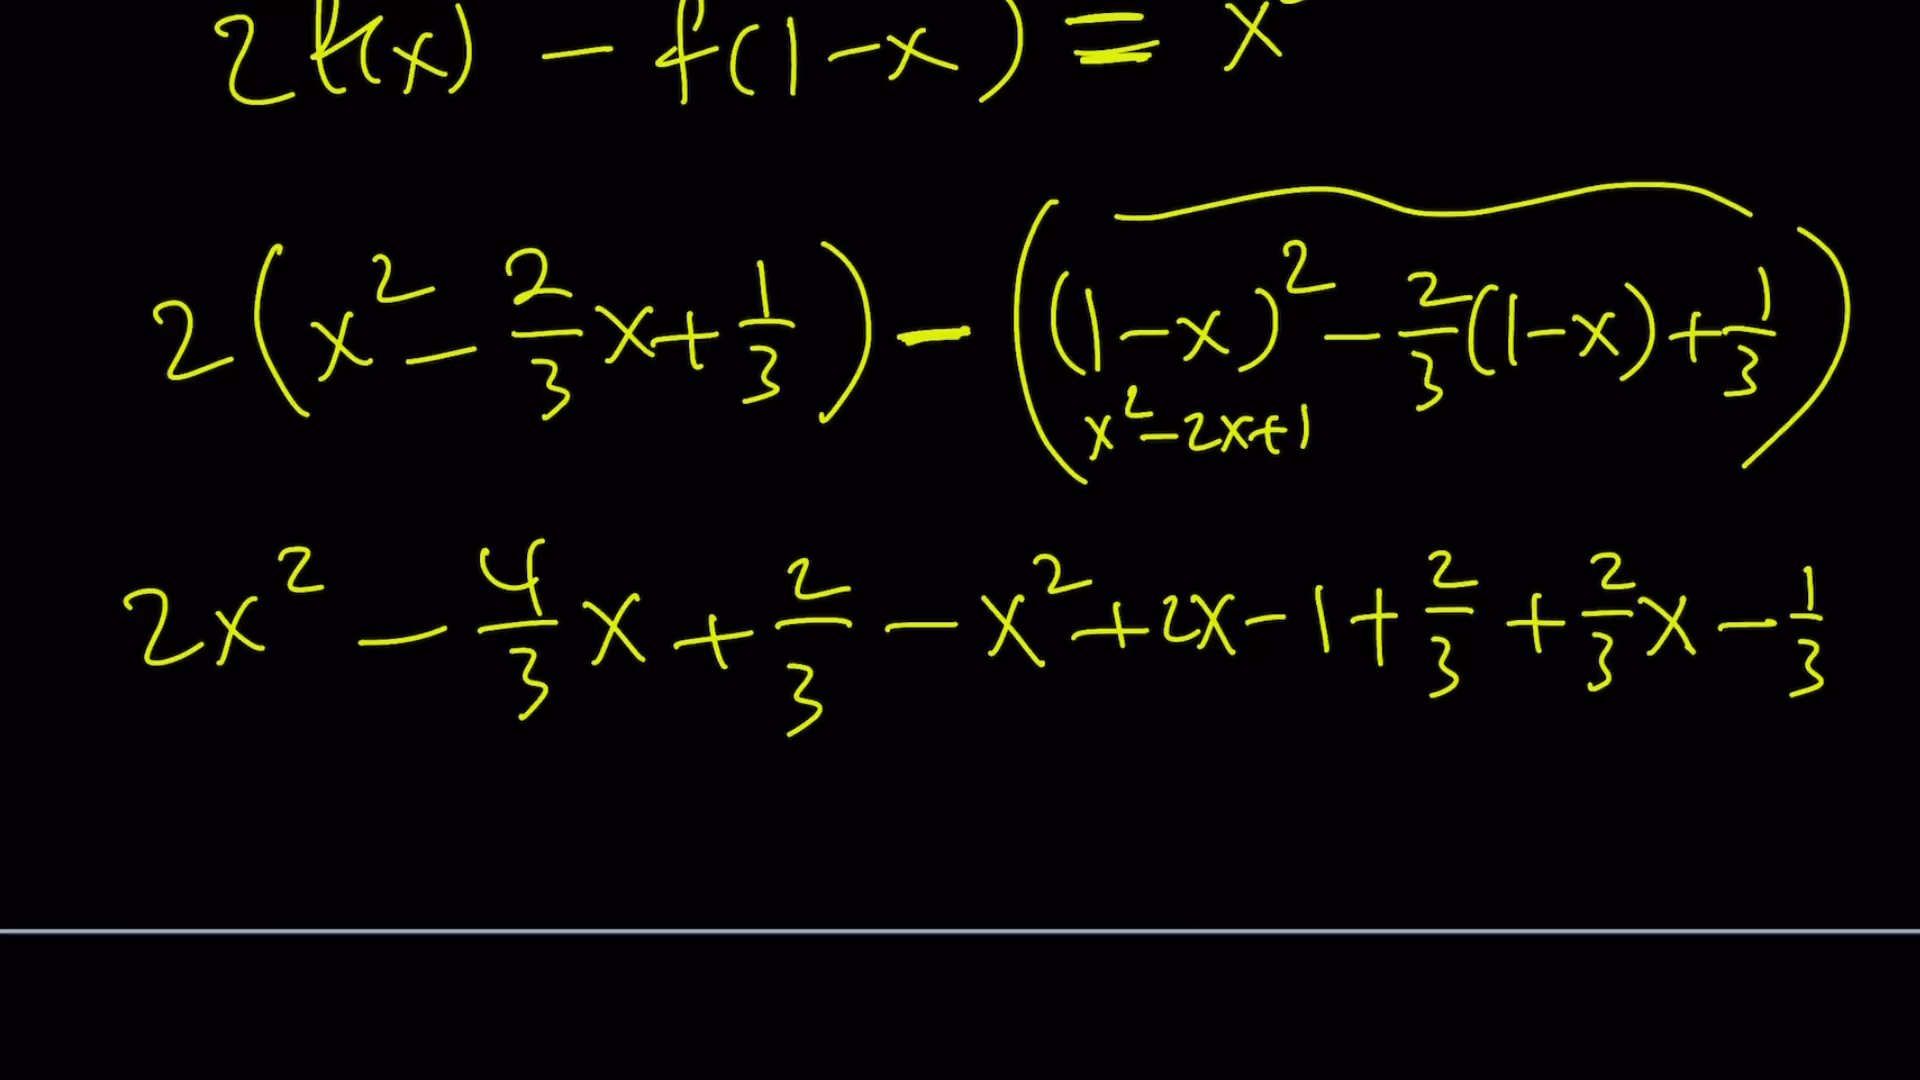 2f(x) - f(1-x) = x²
2(x² - 2/3 x + 1/3) - ((1-x)² - 2/3 (1-x) + 1/3)
x² - 2x + 1
2x² - 4/3 x + 2/3 - x² + 2x - 1 + 2/3 + 2/3 x - 1/3